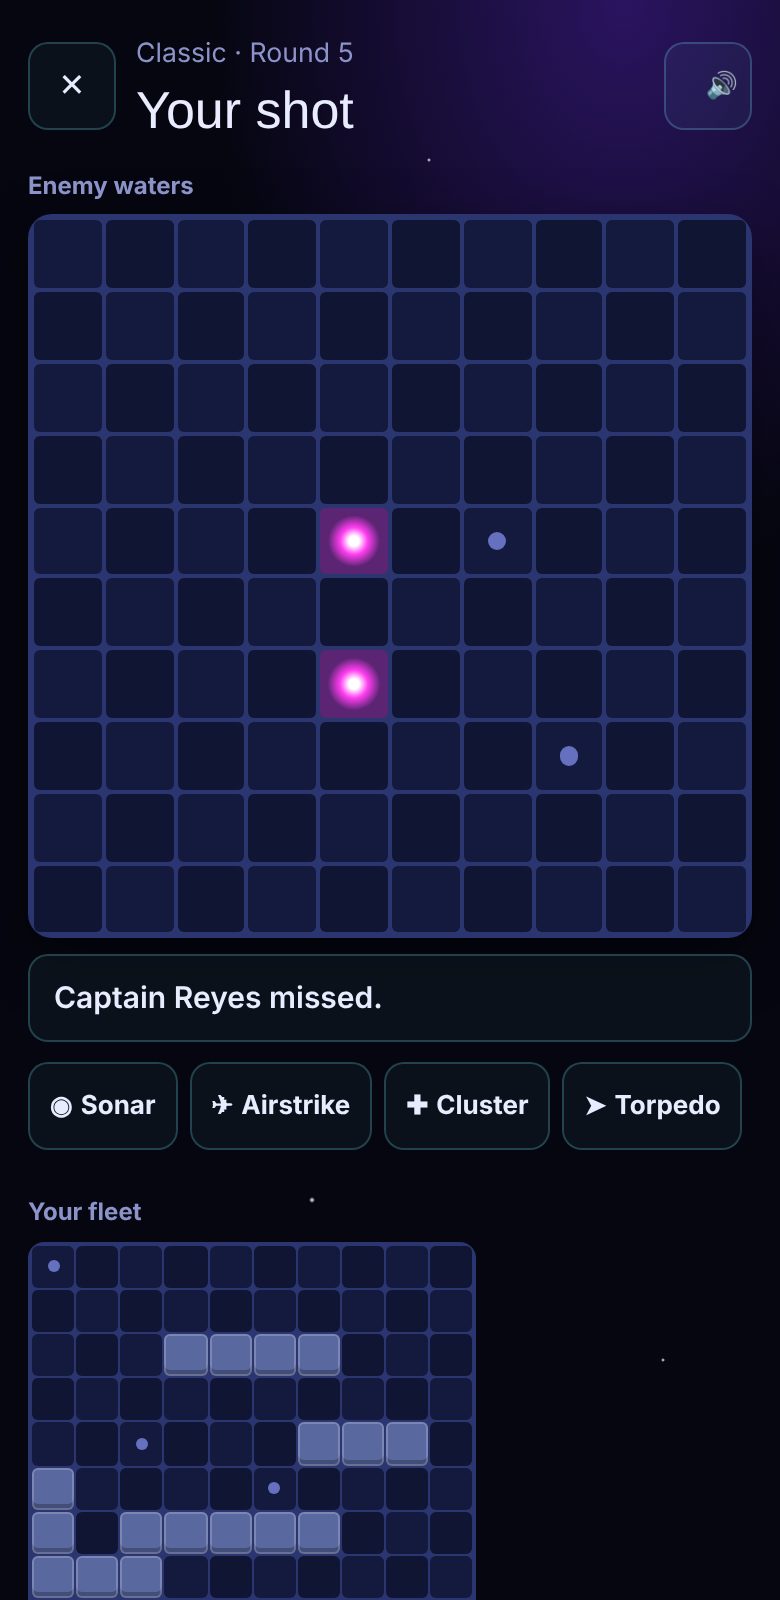 ✕
Classic · Round 5
Your shot
🔊
Enemy waters
Captain Reyes missed.
◉ Sonar
✈ Airstrike
✚ Cluster
➤ Torpedo
Your fleet